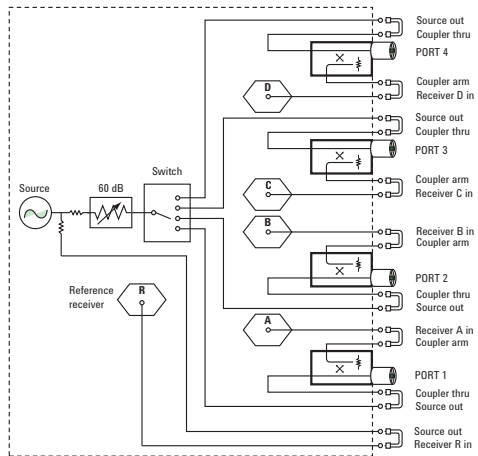 Source out
Coupler thru
PORT 4
Coupler arm
Receiver D in
D
Source out
Coupler thru
PORT 3
Coupler arm
Receiver C in
C
Source
60 dB
Switch
B
Receiver B in
Coupler arm
PORT 2
Coupler thru
Source out
Reference
receiver
R
A
Receiver A in
Coupler arm
PORT 1
Coupler thru
Source out
Source out
Receiver R in